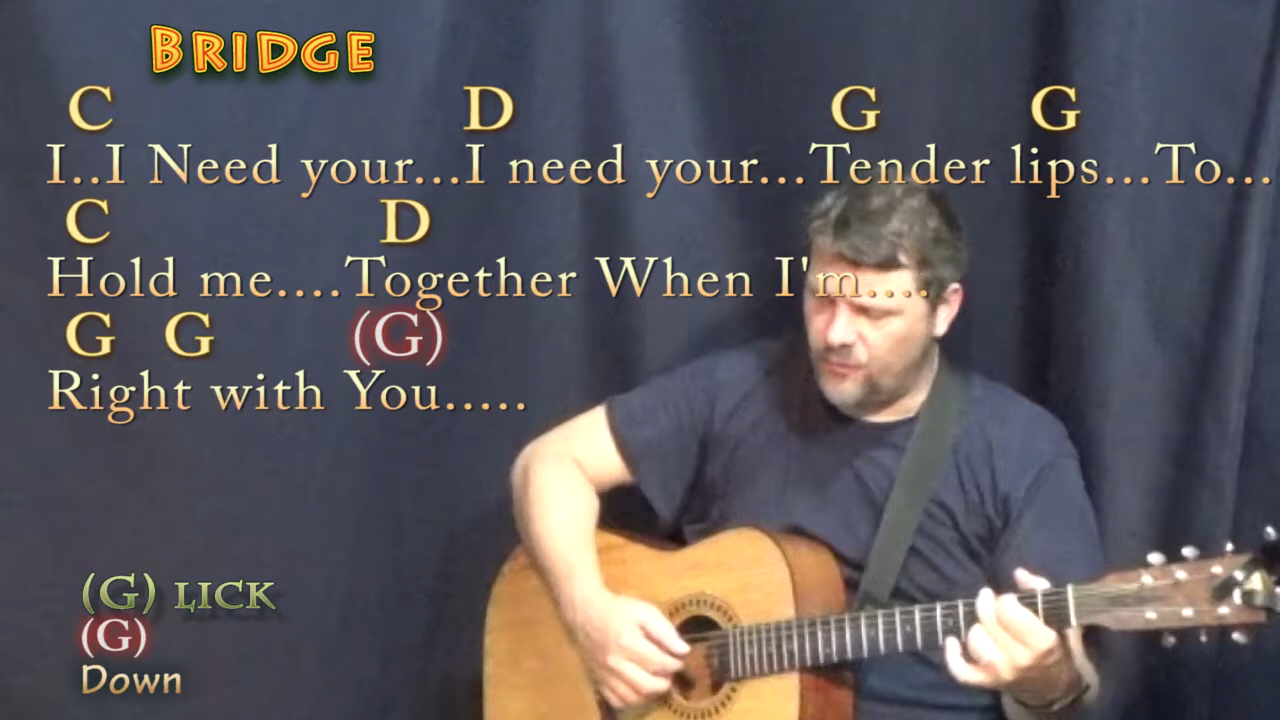 BRIDGE
C D G G
I..I Need your...I need your...Tender lips...To...
C D
Hold me....Together When I'm....
G G (G)
Right with You.....
(G) LICK
(G)
Down